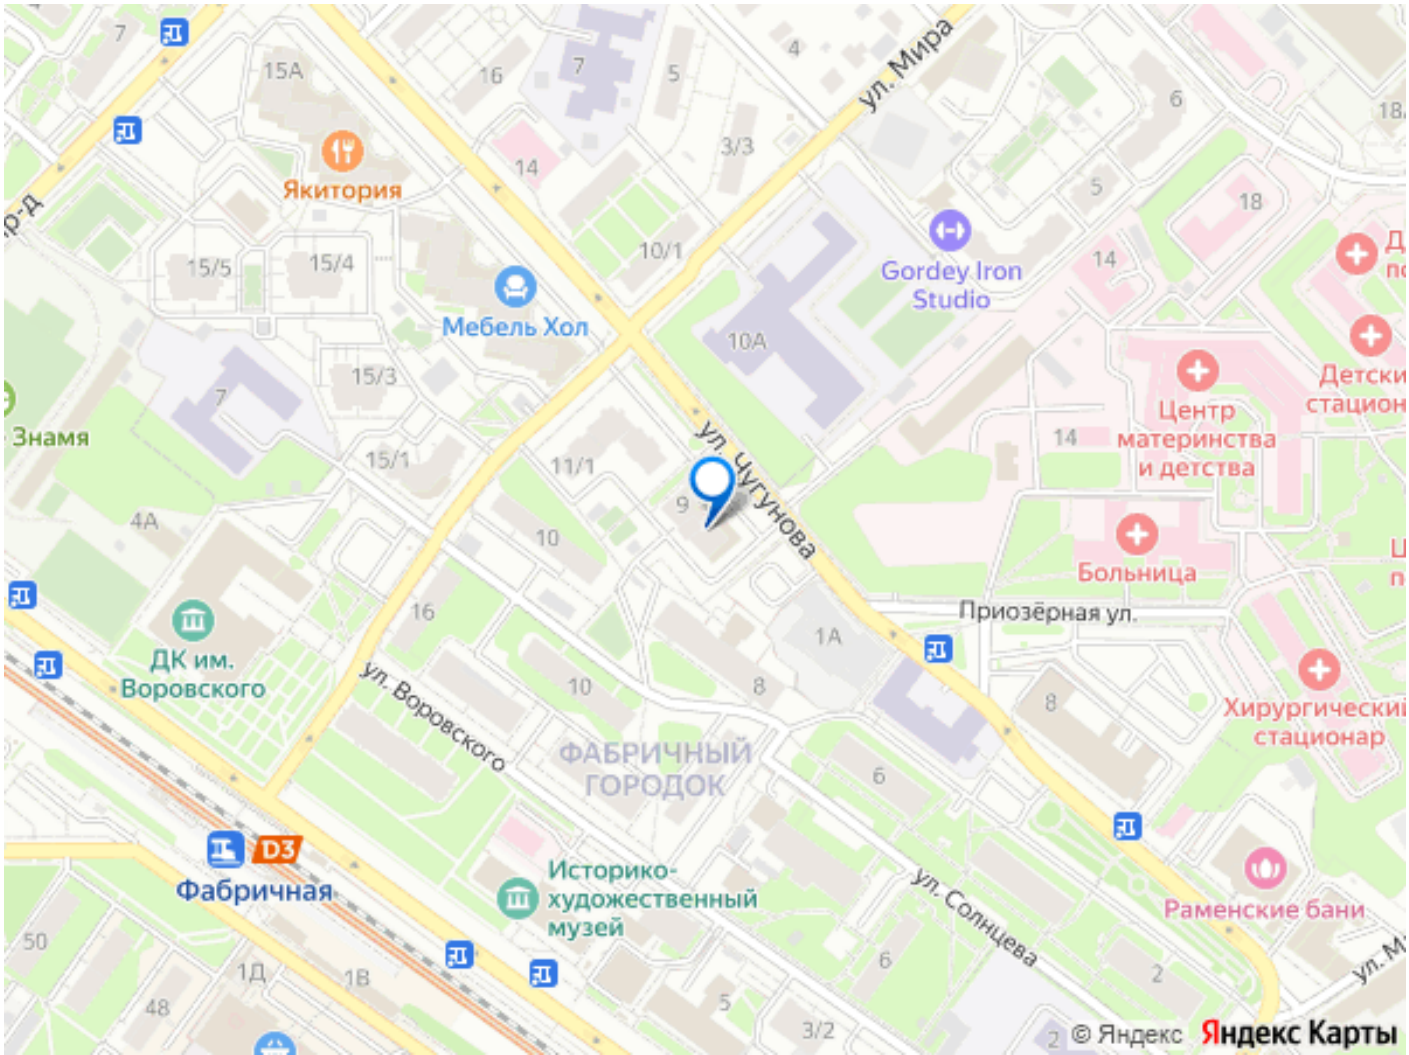 7
15А
16
7
5
4
ул. Мира
6
18
14
3/3
5
18
Якитория
10/1
14
Gordey Iron
Studio
15/5
15/4
Мебель Хол
10А
15/3
7
Детски
стацион
Центр
материнства
и детства
14
Знамя
15/1
11/1
ул. Чугунова
9
4А
10
Больница
16
Приозёрная ул.
1А
ДК им.
Воровского
ул. Воровского
10
8
8
Хирургический
стационар
ФАБРИЧНЫЙ
ГОРОДОК
6
D3
Фабричная
Историко-
художественный
музей
ул. Солнцева
Раменские бани
50
1Д
1В
48
6
2
5
3/2
2
© Яндекс Яндекс Карты